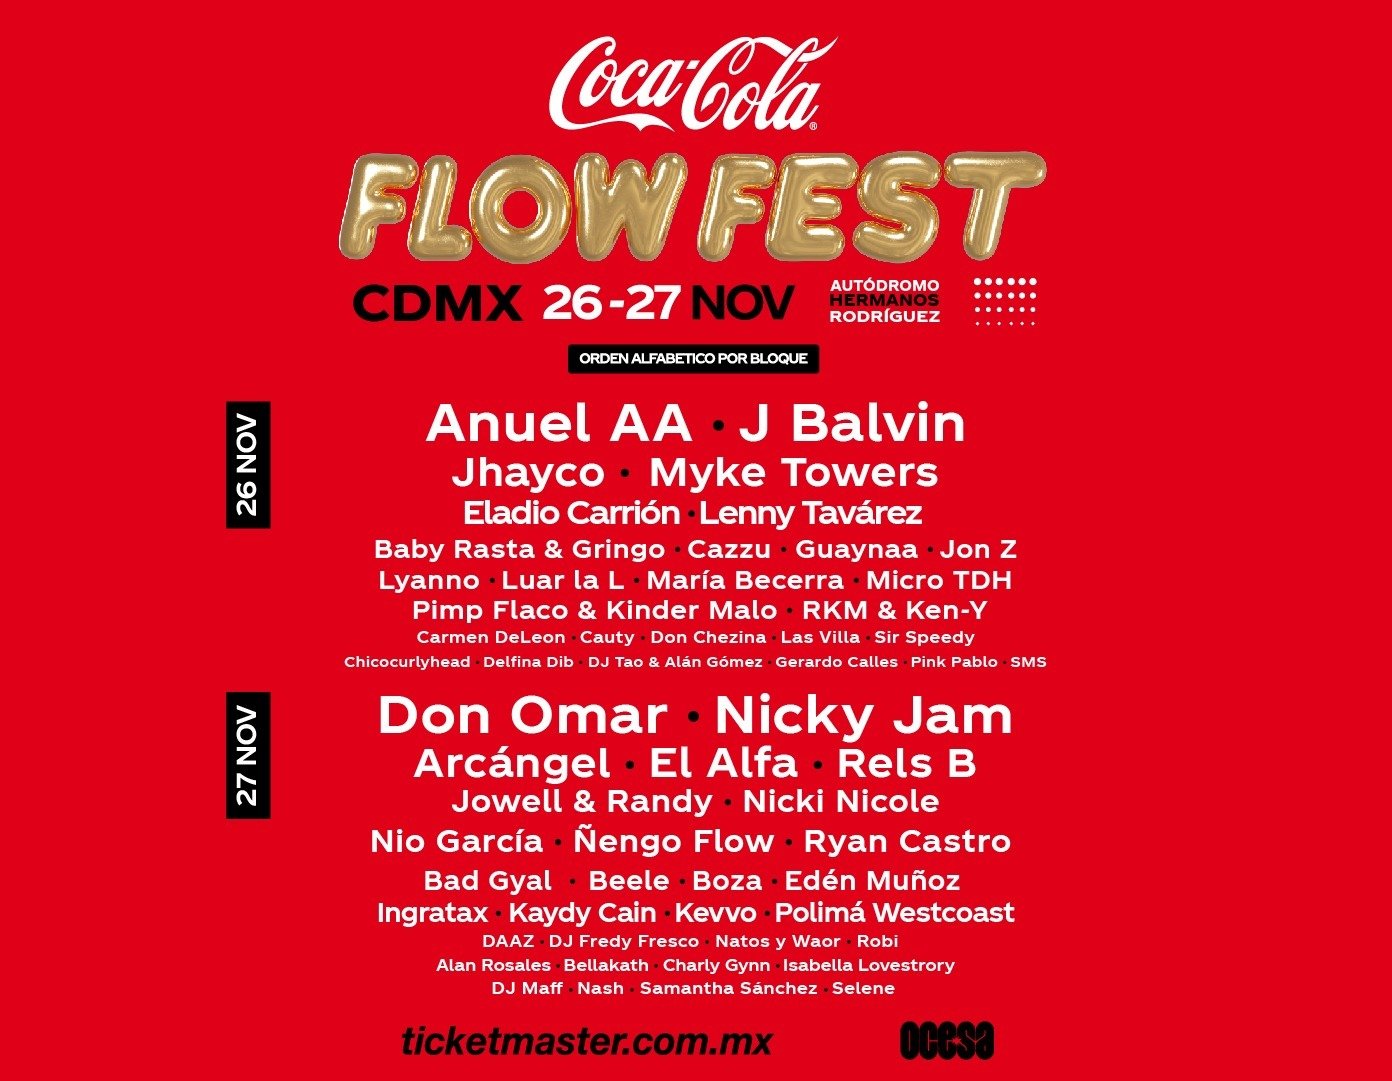 Coca-Cola®
FLOW FEST
CDMX 26-27 NOV
AUTÓDROMO
HERMANOS
RODRÍGUEZ
ORDEN ALFABETICO POR BLOQUE
26 NOV
Anuel AA · J Balvin
Jhayco · Myke Towers
Eladio Carrión · Lenny Tavárez
Baby Rasta & Gringo · Cazzu · Guaynaa · Jon Z
Lyanno · Luar la L · María Becerra · Micro TDH
Pimp Flaco & Kinder Malo · RKM & Ken-Y
Carmen DeLeon · Cauty · Don Chezina · Las Villa · Sir Speedy
Chicocurlyhead · Delfina Dib · DJ Tao & Alán Gómez · Gerardo Calles · Pink Pablo · SMS
27 NOV
Don Omar · Nicky Jam
Arcángel · El Alfa · Rels B
Jowell & Randy · Nicki Nicole
Nio García · Ñengo Flow · Ryan Castro
Bad Gyal · Beele · Boza · Edén Muñoz
Ingratax · Kaydy Cain · Kevvo · Polimá Westcoast
DAAZ · DJ Fredy Fresco · Natos y Waor · Robi
Alan Rosales · Bellakath · Charly Gynn · Isabella Lovestrory
DJ Maff · Nash · Samantha Sánchez · Selene
ticketmaster.com.mx
ocesa